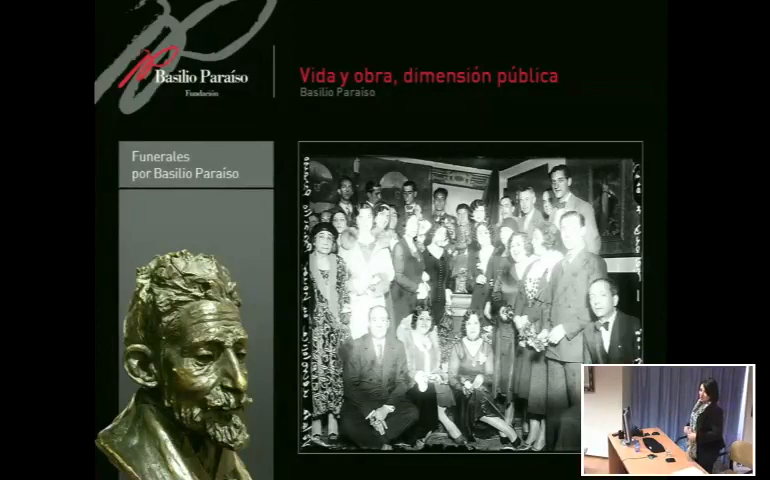 Basilio Paraíso
Fundación
Vida y obra, dimensión pública
Basilio Paraíso
Funerales
por Basilio Paraíso